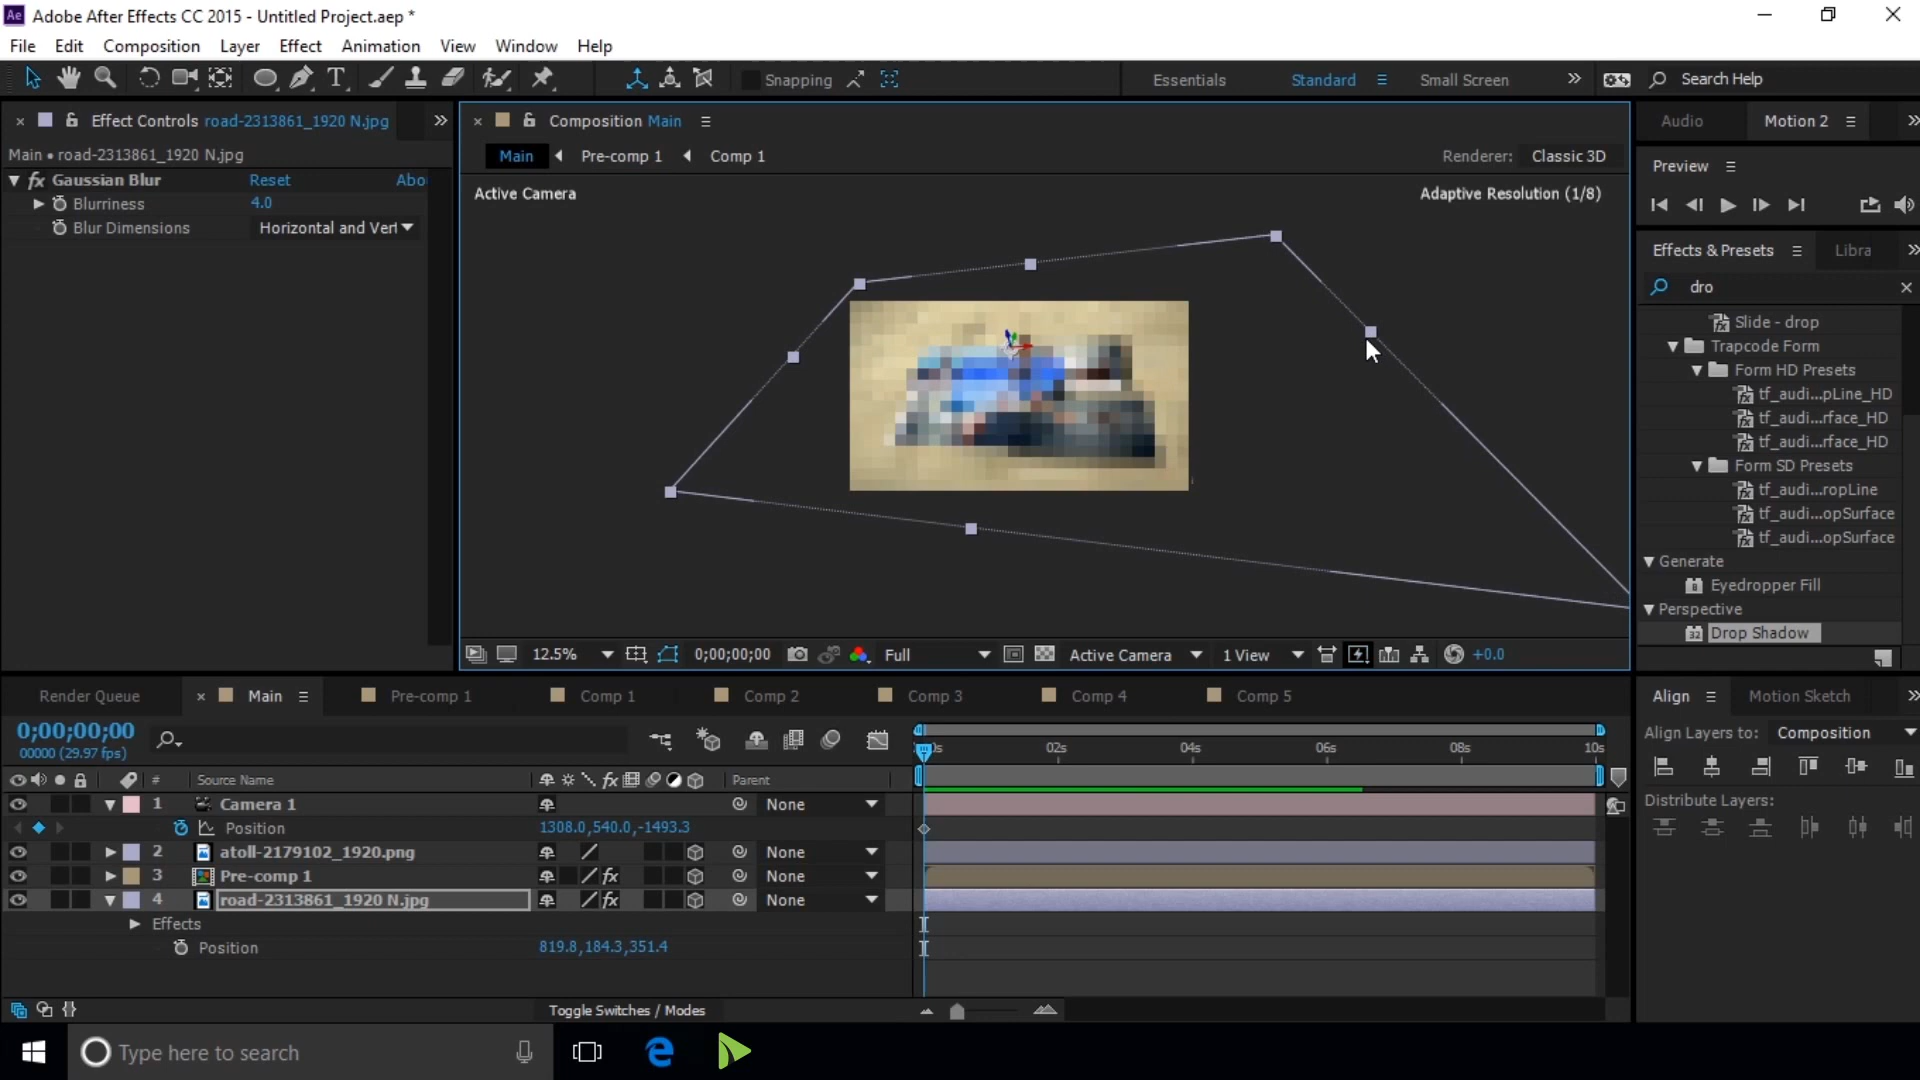 Ae Adobe After Effects CC 2015 - Untitled Project.aep *
File Edit Composition Layer Effect Animation View Window Help
T Snapping Essentials Standard Small Screen Search Help
Effect Controls road-2313861_1920 N.jpg
Main • road-2313861_1920 N.jpg
fx Gaussian Blur Reset Abo
Blurriness 4.0
Blur Dimensions Horizontal and Vert
Composition Main
Main Pre-comp 1 Comp 1
Renderer: Classic 3D
Active Camera
Adaptive Resolution (1/8)
12.5% 0;00;00;00 Full Active Camera 1 View +0.0
Audio Motion 2
Preview
Effects & Presets Libra
dro
Slide - drop
Trapcode Form
Form HD Presets
tf_audi...pLine_HD
tf_audi...rface_HD
tf_audi...rface_HD
Form SD Presets
tf_audi...ropLine
tf_audi...opSurface
tf_audi...opSurface
Generate
Eyedropper Fill
Perspective
32 Drop Shadow
Render Queue Main Pre-comp 1 Comp 1 Comp 2 Comp 3 Comp 4 Comp 5
0;00;00;00
00000 (29.97 fps)
0s 02s 04s 06s 08s 10s
# Source Name fx Parent
1 Camera 1 None
Position 1308.0,540.0,-1493.3
2 atoll-2179102_1920.png None
3 Pre-comp 1 fx None
4 road-2313861_1920 N.jpg fx None
Effects
Position 819.8,184.3,351.4
Toggle Switches / Modes
Align Motion Sketch
Align Layers to: Composition
Distribute Layers:
Type here to search